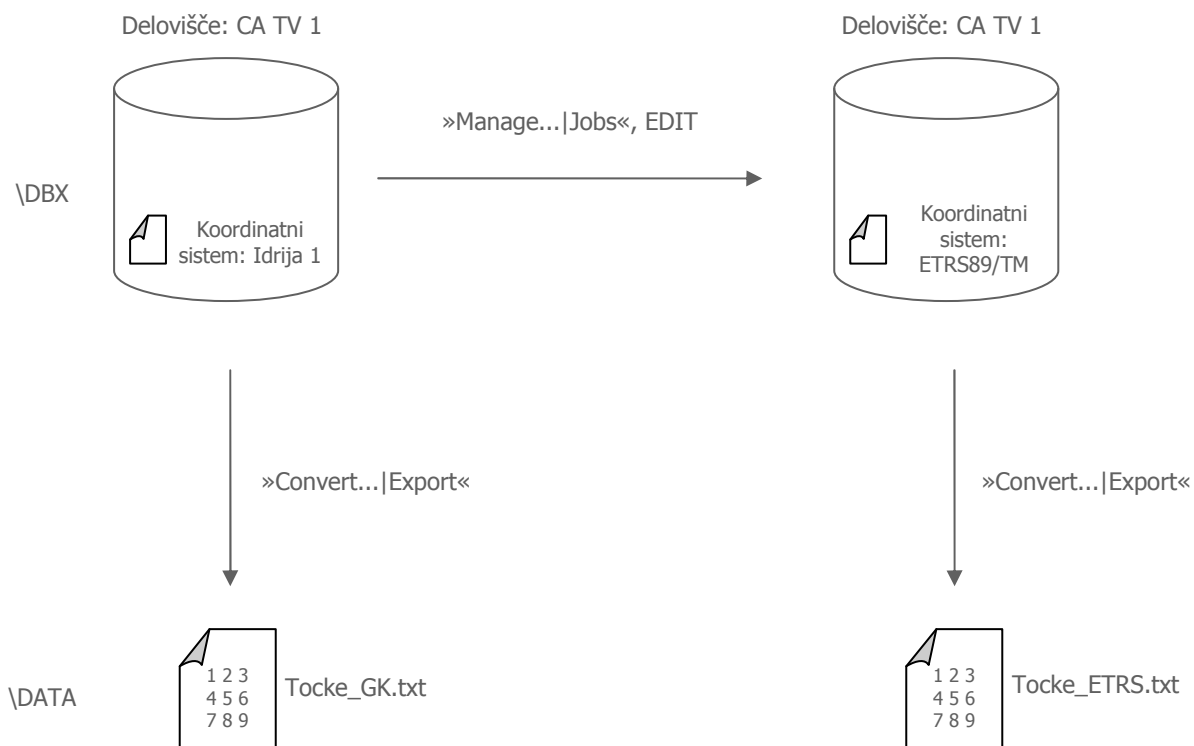 Delovišče: CA TV 1
Delovišče: CA TV 1
»Manage...|Jobs«, EDIT
\DBX
Koordinatni
sistem: Idrija 1
Koordinatni
sistem:
ETRS89/TM
»Convert...|Export«
»Convert...|Export«
\DATA
1 2 3
4 5 6
7 8 9
Tocke_GK.txt
1 2 3
4 5 6
7 8 9
Tocke_ETRS.txt